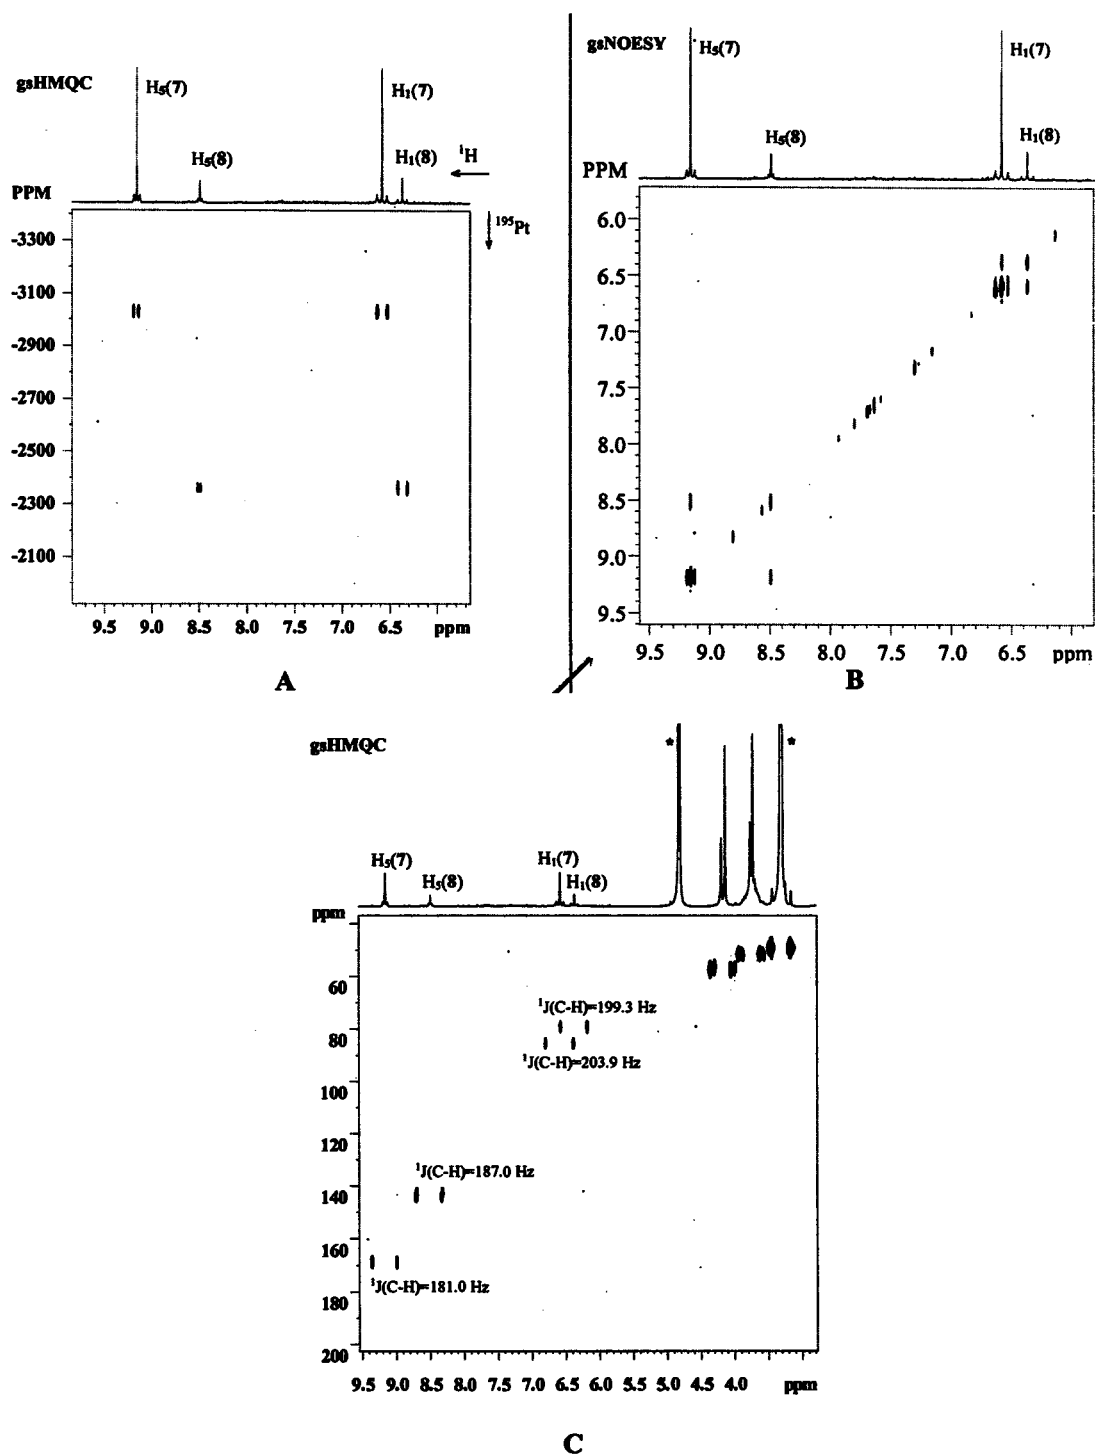 gsHMQC
H₅(7)
H₅(8)
H₁(7)
H₁(8)
¹H
PPM
¹⁹⁵Pt
-3300
-3100
-2900
-2700
-2500
-2300
-2100
9.5 9.0 8.5 8.0 7.5 7.0 6.5 ppm
A
gsNOESY
H₅(7)
H₅(8)
H₁(7)
H₁(8)
PPM
6.0
6.5
7.0
7.5
8.0
8.5
9.0
9.5
9.5 9.0 8.5 8.0 7.5 7.0 6.5 ppm
B
gsHMQC
* *
H₅(7)
H₅(8)
H₁(7)
H₁(8)
ppm
60
80
100
120
140
160
180
200
¹J(C-H)=199.3 Hz
¹J(C-H)=203.9 Hz
¹J(C-H)=187.0 Hz
¹J(C-H)=181.0 Hz
9.5 9.0 8.5 8.0 7.5 7.0 6.5 6.0 5.5 5.0 4.5 4.0 ppm
C